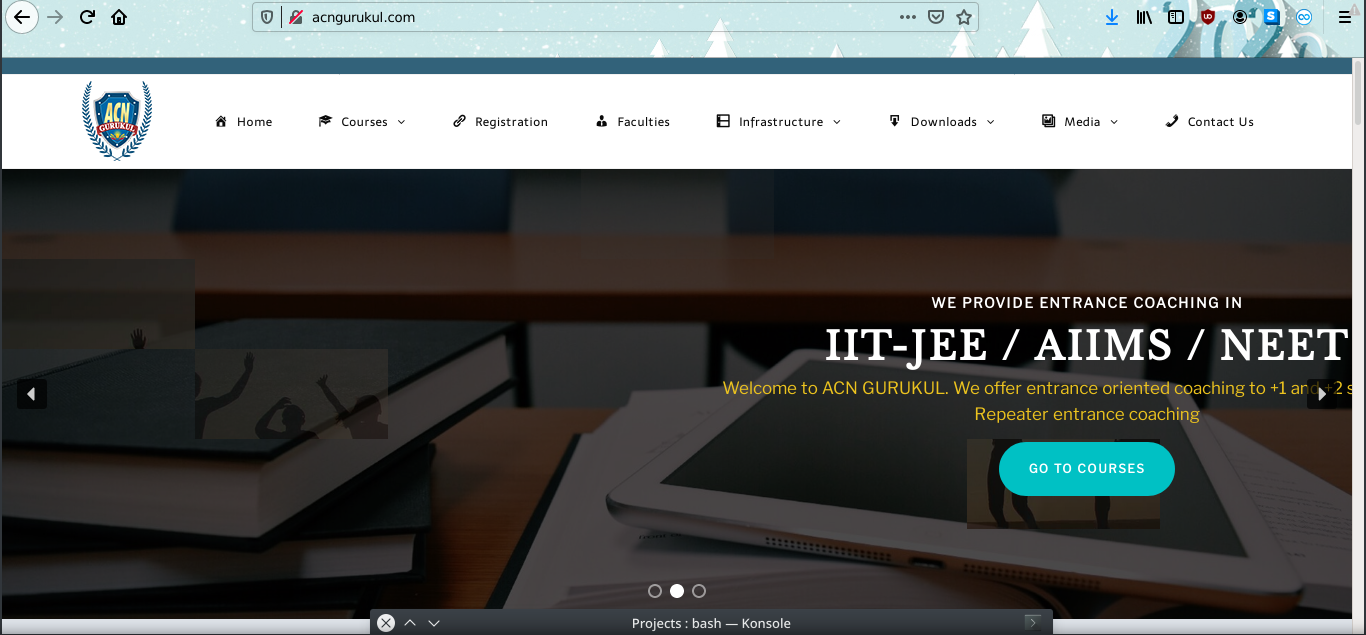 acngurukul.com
2020
ACN
GURUKUL
Home
Courses
Registration
Faculties
Infrastructure
Downloads
Media
Contact Us
WE PROVIDE ENTRANCE COACHING IN
IIT-JEE / AIIMS / NEET
Welcome to ACN GURUKUL. We offer entrance oriented coaching to +1 and +2 s
Repeater entrance coaching
GO TO COURSES
Projects : bash — Konsole